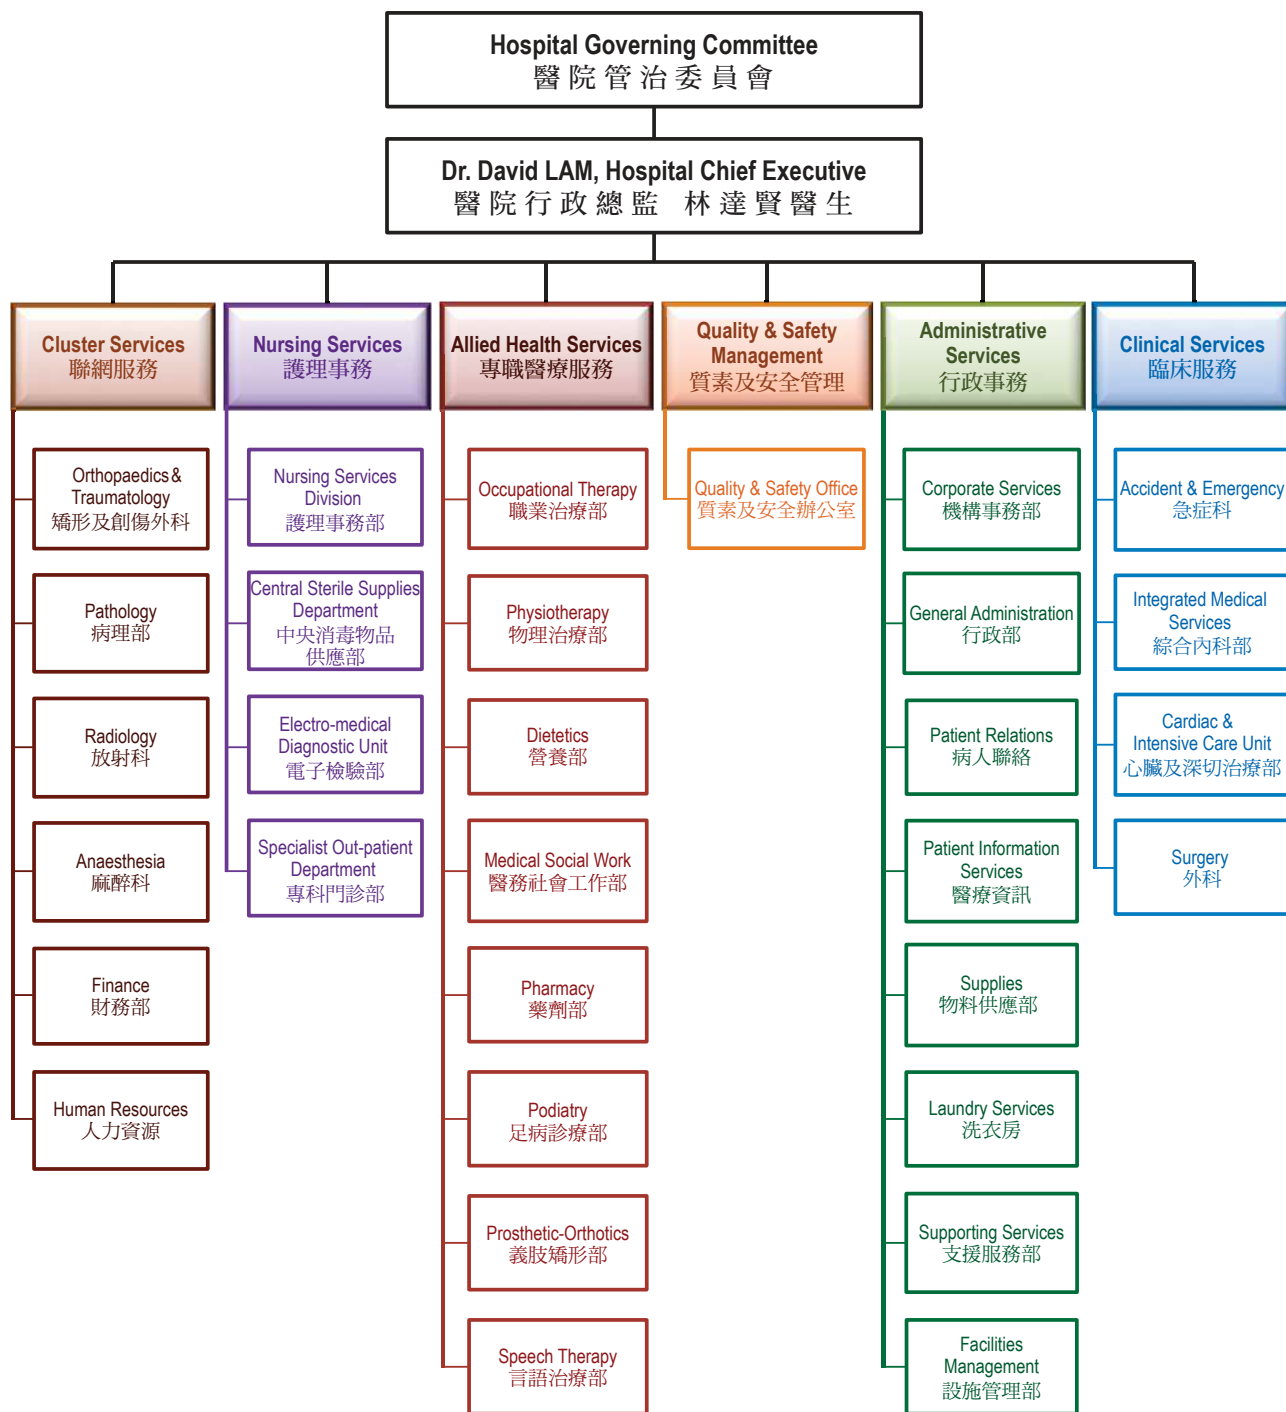 Hospital Governing Committee
醫院管治委員會
Dr. David LAM, Hospital Chief Executive
醫院行政總監 林達賢醫生
Cluster Services
聯網服務
Orthopaedics &
Traumatology
矯形及創傷外科
Pathology
病理部
Radiology
放射科
Anaesthesia
麻醉科
Finance
財務部
Human Resources
人力資源
Nursing Services
護理事務
Nursing Services
Division
護理事務部
Central Sterile Supplies
Department
中央消毒物品
供應部
Electro-medical
Diagnostic Unit
電子檢驗部
Specialist Out-patient
Department
專科門診部
Allied Health Services
專職醫療服務
Occupational Therapy
職業治療部
Physiotherapy
物理治療部
Dietetics
營養部
Medical Social Work
醫務社會工作部
Pharmacy
藥劑部
Podiatry
足病診療部
Prosthetic-Orthotics
義肢矯形部
Speech Therapy
言語治療部
Quality & Safety
Management
質素及安全管理
Quality & Safety Office
質素及安全辦公室
Administrative
Services
行政事務
Corporate Services
機構事務部
General Administration
行政部
Patient Relations
病人聯絡
Patient Information
Services
醫療資訊
Supplies
物料供應部
Laundry Services
洗衣房
Supporting Services
支援服務部
Facilities
Management
設施管理部
Clinical Services
臨床服務
Accident & Emergency
急症科
Integrated Medical
Services
綜合內科部
Cardiac &
Intensive Care Unit
心臟及深切治療部
Surgery
外科